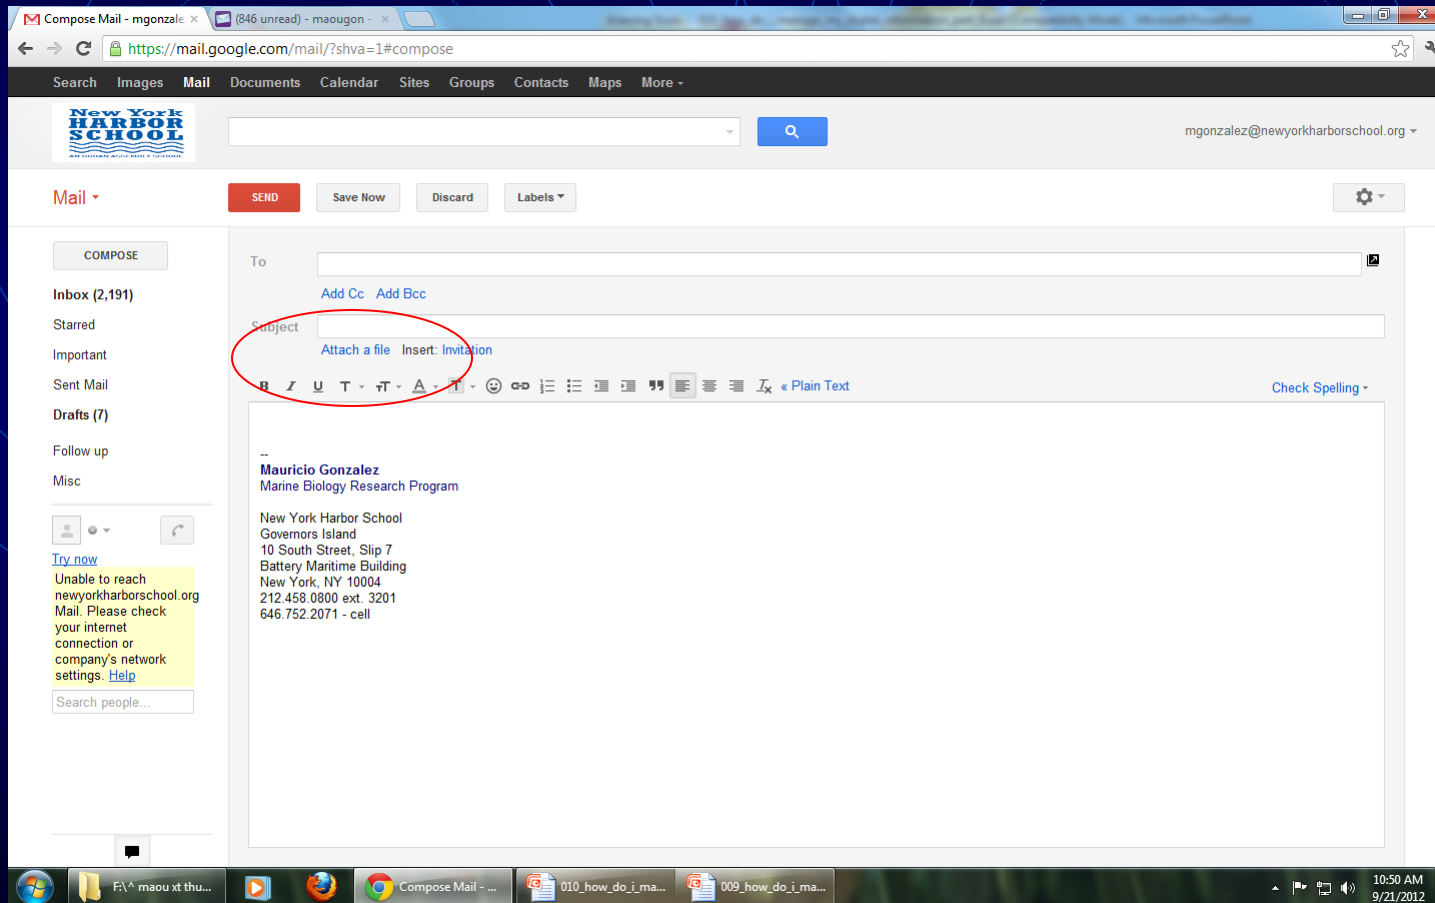 Compose Mail - mgonzale
(846 unread) - maougon -
https://mail.google.com/mail/?shva=1#compose
Search Images Mail Documents Calendar Sites Groups Contacts Maps More
New York
HARBOR
SCHOOL
AN URBAN ASSEMBLY SCHOOL
mgonzalez@newyorkharborschool.org
Mail
SEND Save Now Discard Labels
COMPOSE
Inbox (2,191)
Starred
Important
Sent Mail
Drafts (7)
Follow up
Misc
Try now
Unable to reach
newyorkharborschool.org
Mail. Please check
your internet
connection or
company's network
settings. Help
Search people...
To
Add Cc Add Bcc
Subject
Attach a file Insert: Invitation
B I U T TT A T « Plain Text Check Spelling
--
Mauricio Gonzalez
Marine Biology Research Program
New York Harbor School
Governors Island
10 South Street, Slip 7
Battery Maritime Building
New York, NY 10004
212.458.0800 ext. 3201
646.752.2071 - cell
F:\^ maou xt thu...
Compose Mail - ...
010_how_do_i_ma...
009_how_do_i_ma...
10:50 AM
9/21/2012